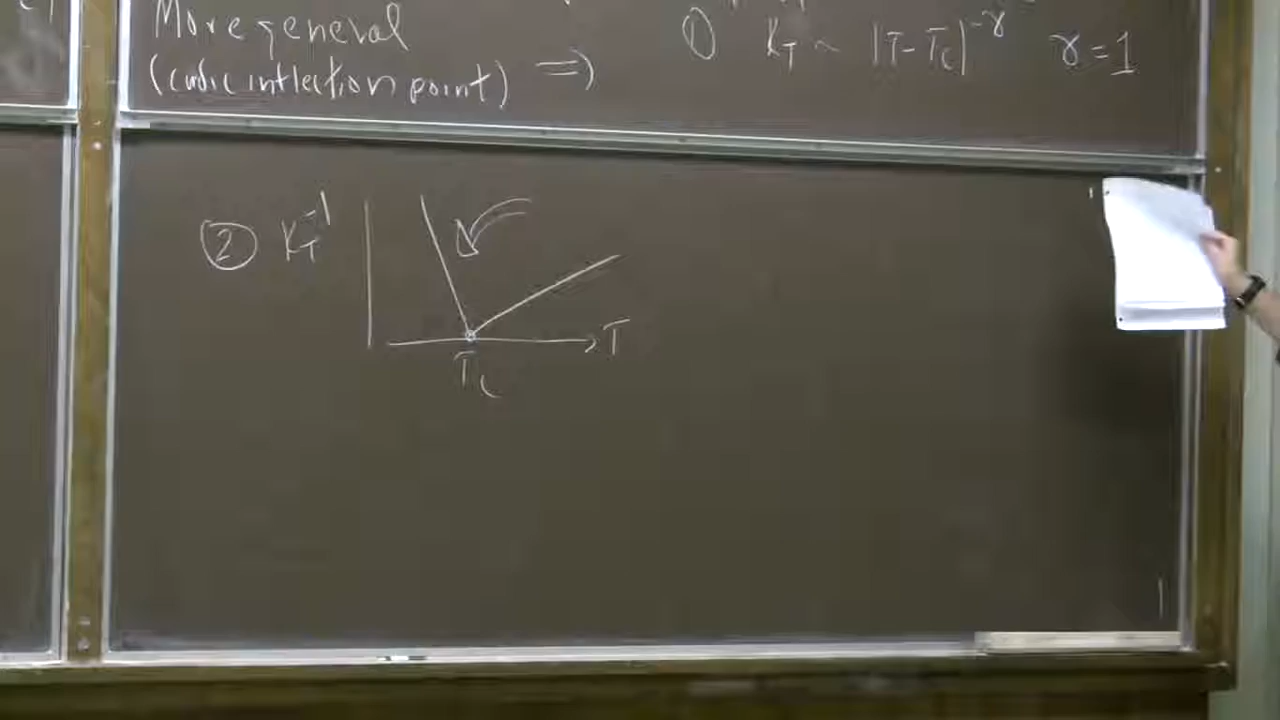 More general
(cubic inflection point) =>
① K_T ~ |T-T_c|^{-γ} γ=1
② K_T^{-1}
T
T_c